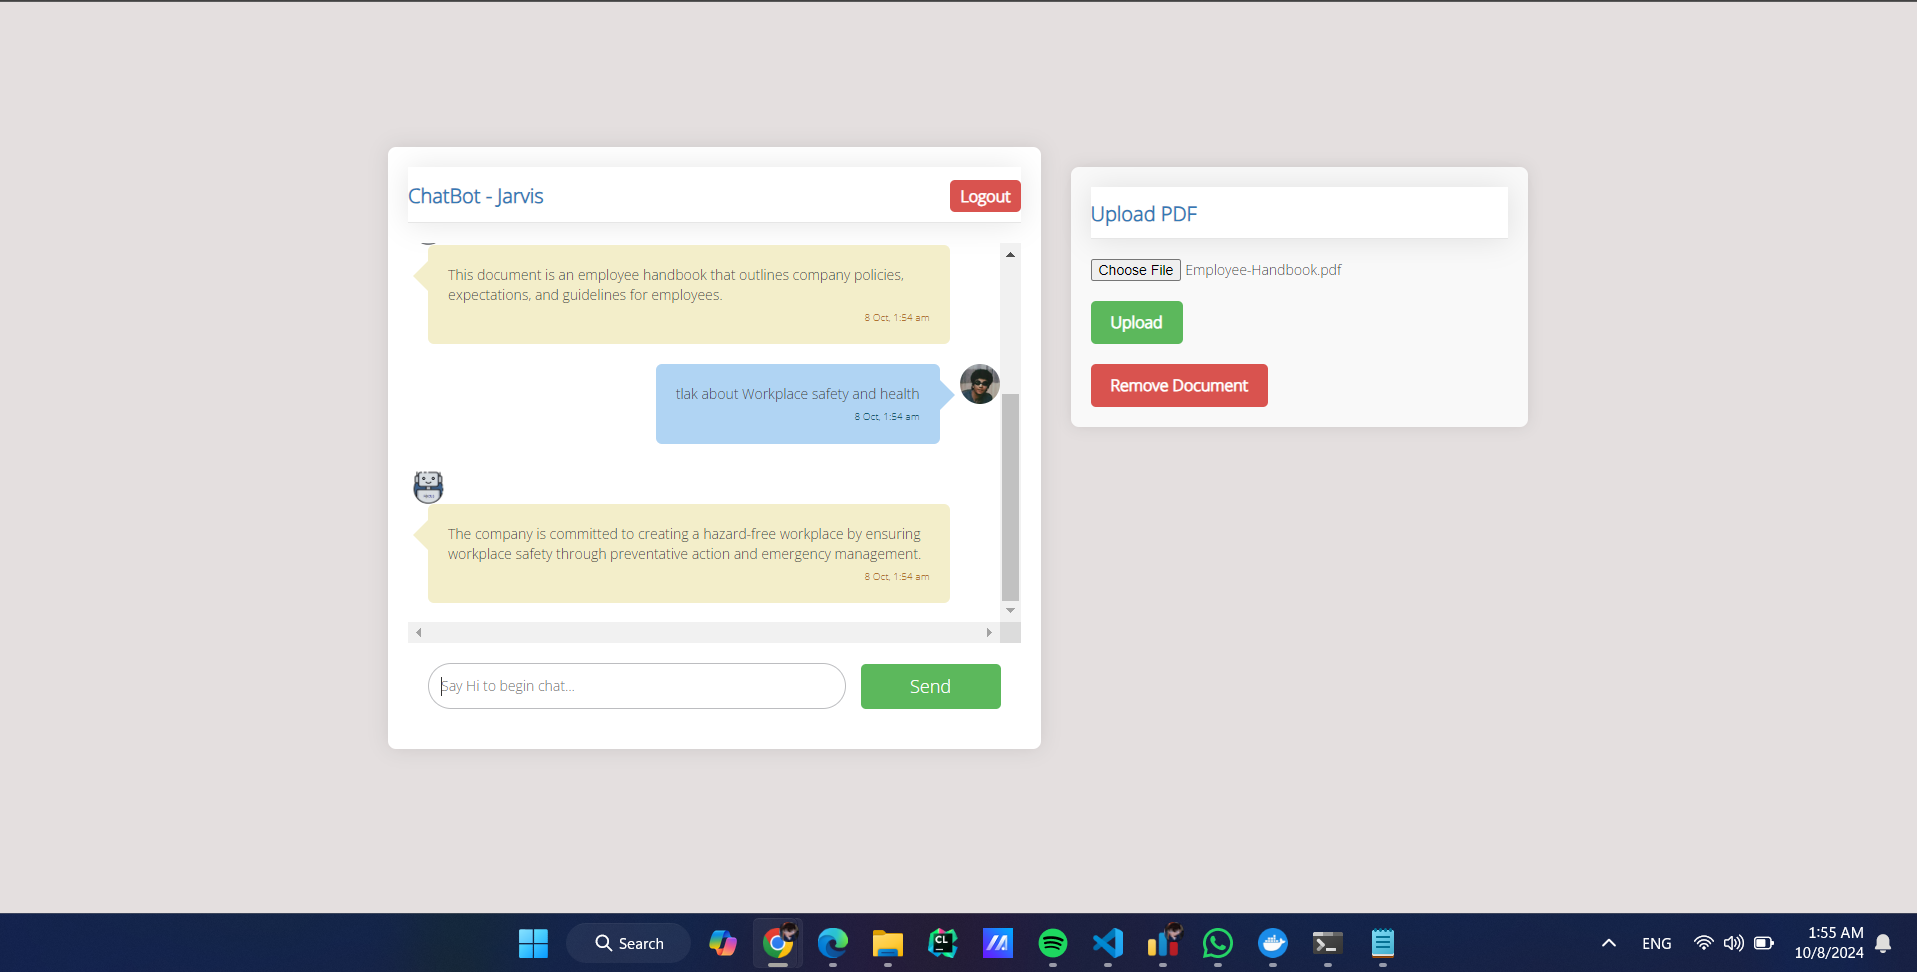 ChatBot - Jarvis
Logout
This document is an employee handbook that outlines company policies,
expectations, and guidelines for employees.
8 Oct, 1:54 am
tlak about Workplace safety and health
8 Oct, 1:54 am
The company is committed to creating a hazard-free workplace by ensuring
workplace safety through preventative action and emergency management.
8 Oct, 1:54 am
Say Hi to begin chat...
Send
Upload PDF
Choose File Employee-Handbook.pdf
Upload
Remove Document
Search
CL
ENG
1:55 AM
10/8/2024